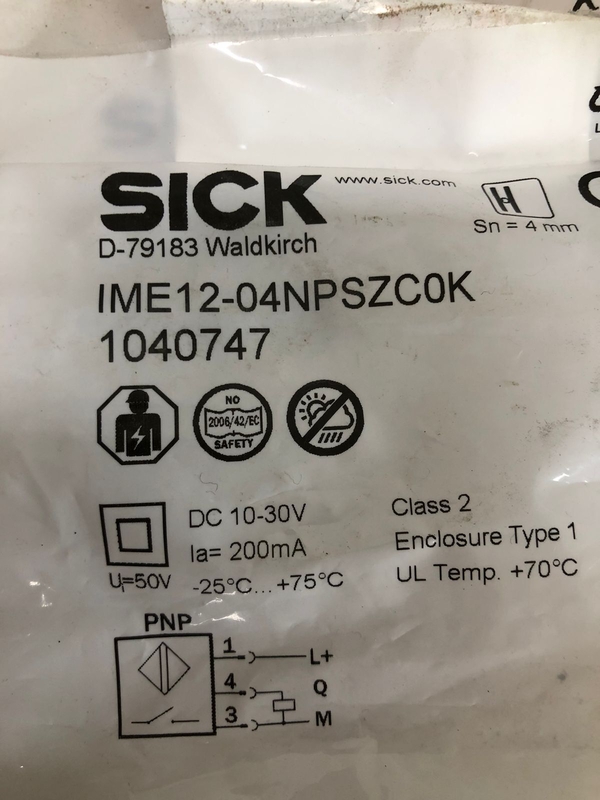 SICK www.sick.com
Sn = 4 mm
D-79183 Waldkirch
IME12-04NPSZC0K
1040747
NO
2006/42/EC
SAFETY
DC 10-30V
Ia= 200mA
Ui=50V -25°C...+75°C
Class 2
Enclosure Type 1
UL Temp. +70°C
PNP
1 L+
4 Q
3 M